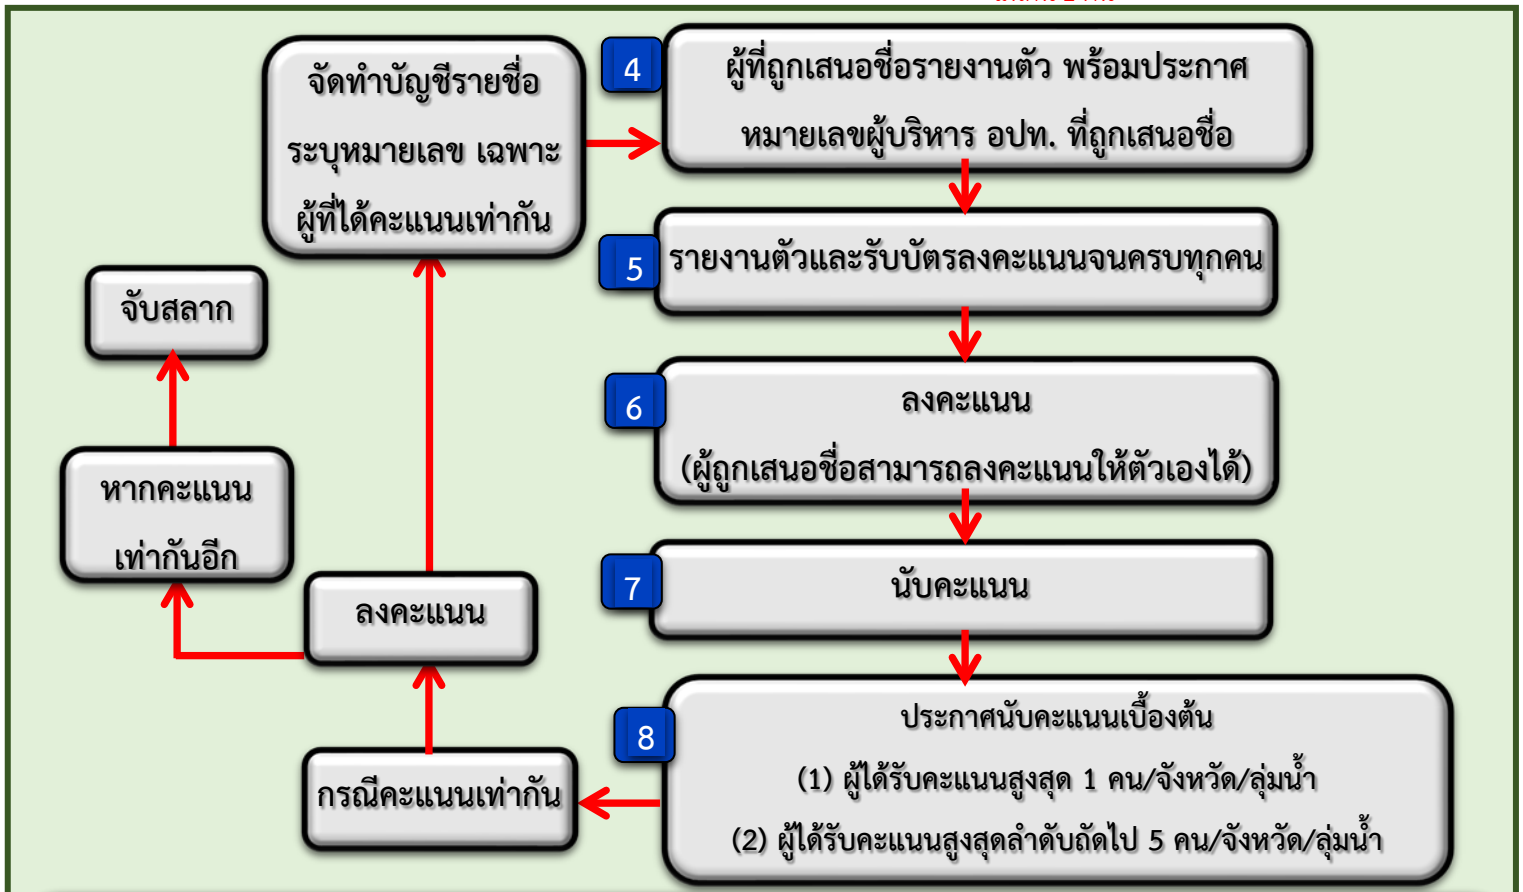 4
ผู้ที่ถูกเสนอชื่อรายงานตัว พร้อมประกาศ
หมายเลขผู้บริหาร อปท. ที่ถูกเสนอชื่อ
จัดทำบัญชีรายชื่อ
ระบุหมายเลข เฉพาะ
ผู้ที่ได้คะแนนเท่ากัน
5
รายงานตัวและรับบัตรลงคะแนนจนครบทุกคน
จับสลาก
6
ลงคะแนน
(ผู้ถูกเสนอชื่อสามารถลงคะแนนให้ตัวเองได้)
หากคะแนน
เท่ากันอีก
7
นับคะแนน
ลงคะแนน
8
ประกาศนับคะแนนเบื้องต้น
(1) ผู้ได้รับคะแนนสูงสุด 1 คน/จังหวัด/ลุ่มน้ำ
(2) ผู้ได้รับคะแนนสูงสุดลำดับถัดไป 5 คน/จังหวัด/ลุ่มน้ำ
กรณีคะแนนเท่ากัน